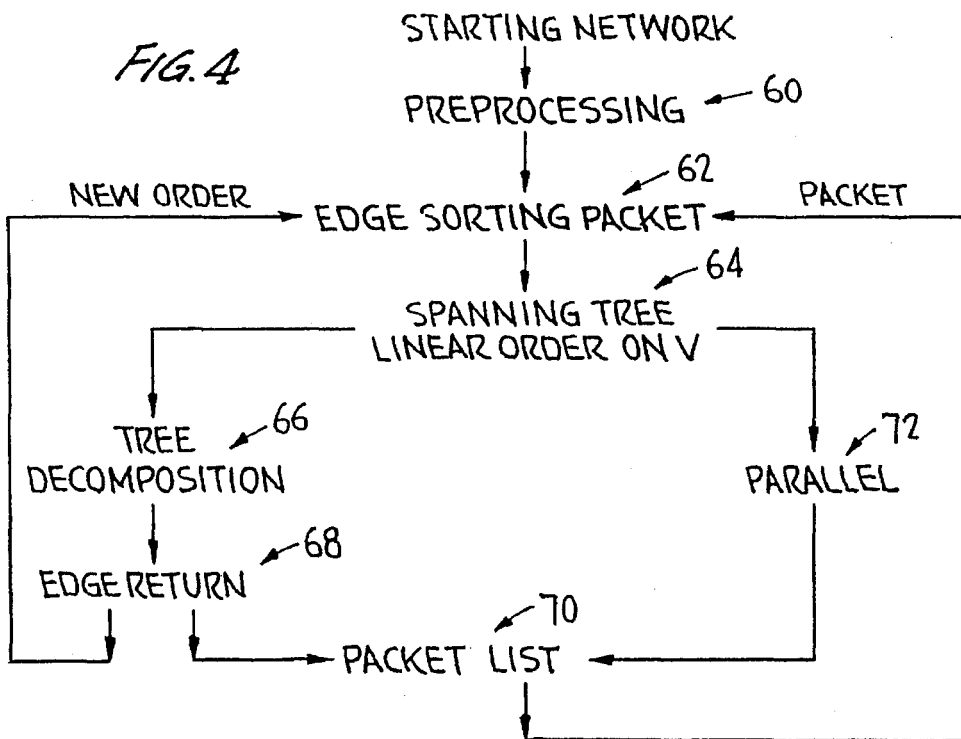 FIG. 4
STARTING NETWORK
PREPROCESSING
60
NEW ORDER
62
PACKET
EDGE SORTING PACKET
64
SPANNING TREE
LINEAR ORDER ON V
66
72
TREE
DECOMPOSITION
PARALLEL
68
EDGE RETURN
70
PACKET LIST